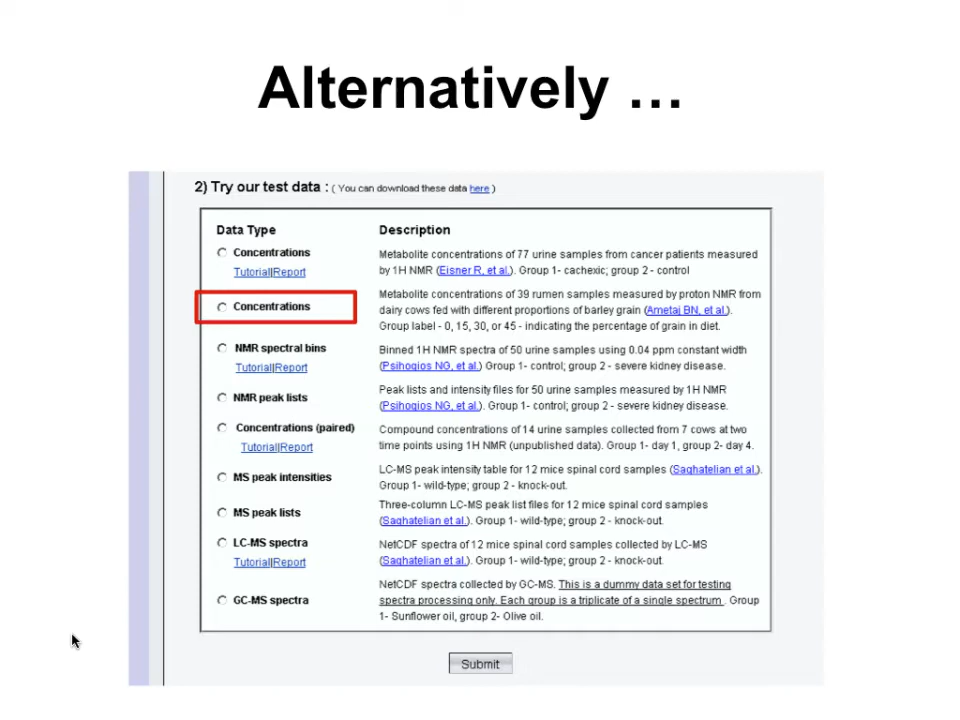 Alternatively …
2) Try our test data : ( You can download these data here )
Data Type Description
Concentrations
Tutorial|Report
Metabolite concentrations of 77 urine samples from cancer patients measured
by 1H NMR (Eisner R, et al.). Group 1- cachexic; group 2 - control
Concentrations
Metabolite concentrations of 39 rumen samples measured by proton NMR from
dairy cows fed with different proportions of barley grain (Ametaj BN, et al.).
Group label - 0, 15, 30, or 45 - indicating the percentage of grain in diet.
NMR spectral bins
Tutorial|Report
Binned 1H NMR spectra of 50 urine samples using 0.04 ppm constant width
(Psihogios NG, et al.) Group 1- control; group 2 - severe kidney disease.
NMR peak lists
Peak lists and intensity files for 50 urine samples measured by 1H NMR
(Psihogios NG, et al.). Group 1- control; group 2 - severe kidney disease.
Concentrations (paired)
Tutorial|Report
Compound concentrations of 14 urine samples collected from 7 cows at two
time points using 1H NMR (unpublished data). Group 1- day 1, group 2- day 4.
MS peak intensities
LC-MS peak intensity table for 12 mice spinal cord samples (Saghatelian et al.).
Group 1- wild-type; group 2 - knock-out.
MS peak lists
Three-column LC-MS peak list files for 12 mice spinal cord samples
(Saghatelian et al.). Group 1- wild-type; group 2 - knock-out.
LC-MS spectra
Tutorial|Report
NetCDF spectra of 12 mice spinal cord samples collected by LC-MS
(Saghatelian et al.). Group 1- wild-type; group 2 - knock-out.
GC-MS spectra
NetCDF spectra collected by GC-MS. This is a dummy data set for testing
spectra processing only. Each group is a triplicate of a single spectrum . Group
1- Sunflower oil, group 2- Olive oil.
Submit